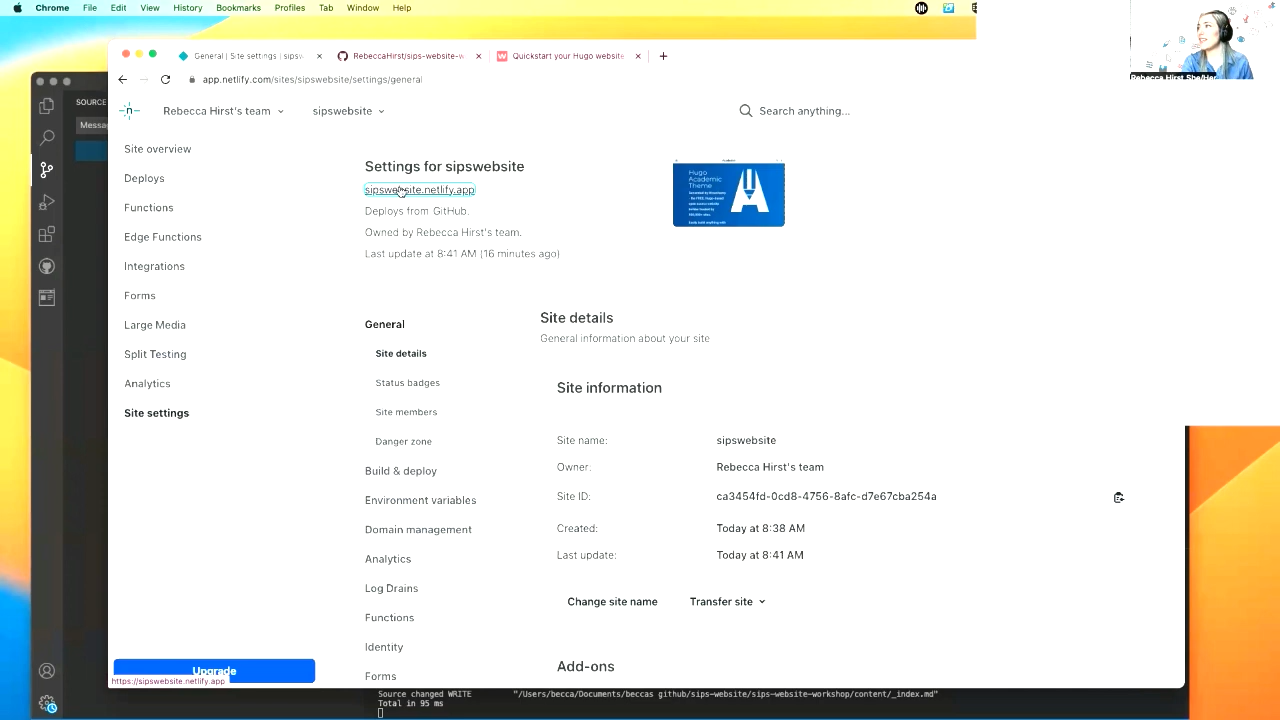 Chrome File Edit View History Bookmarks Profiles Tab Window Help
General | Site settings | sipsw
RebeccaHirst/sips-website-w
Quickstart your Hugo website
app.netlify.com/sites/sipswebsite/settings/general
SOURCE
Messa
Rebecca Hirst's team
sipswebsite
Search anything...
Rebecca Hirst She/Her
Site overview
Deploys
Functions
Edge Functions
Integrations
Forms
Large Media
Split Testing
Analytics
Site settings
Upgrade
https://sipswebsite.netlify.app
Settings for sipswebsite
sipswebsite.netlify.app
Deploys from GitHub.
Owned by Rebecca Hirst's team.
Last update at 8:41 AM (16 minutes ago)
Hugo
Academic
Theme
General
Site details
Status badges
Site members
Danger zone
Build & deploy
Environment variables
Domain management
Analytics
Log Drains
Functions
Identity
Forms
Site details
General information about your site
Site information
Site name: sipswebsite
Owner: Rebecca Hirst's team
Site ID: ca3454fd-0cd8-4756-8afc-d7e67cba254a
Created: Today at 8:38 AM
Last update: Today at 8:41 AM
Change site name Transfer site
Add-ons
Source changed WRITE "/Users/becca/Documents/beccas github/sips-website/sips-website-workshop/content/_index.md"
Total in 95 ms